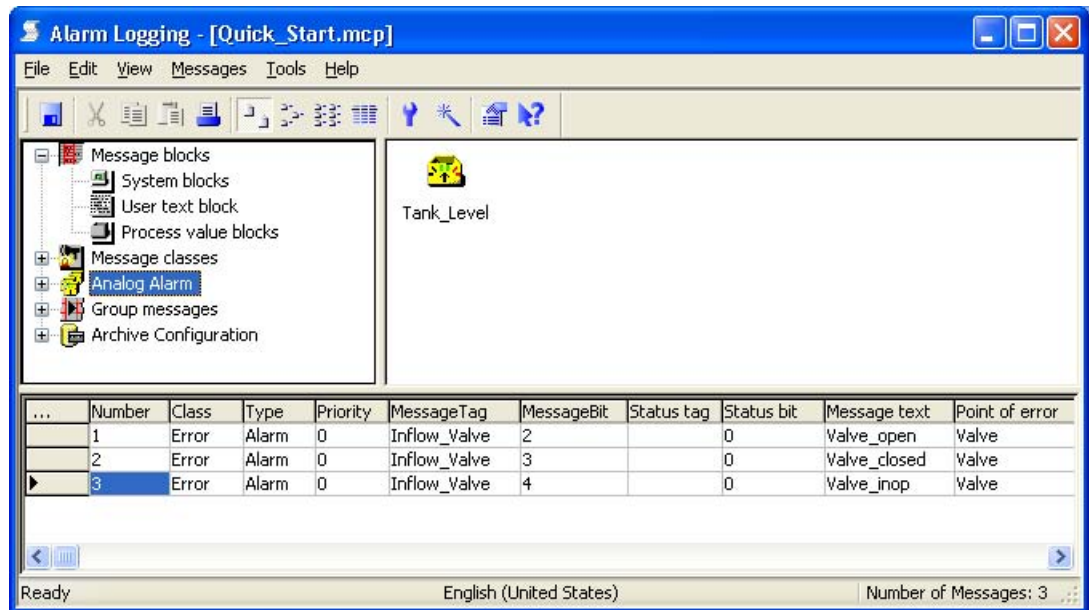 Alarm Logging - [Quick_Start.mcp]
File Edit View Messages Tools Help
Message blocks
System blocks
User text block
Process value blocks
Message classes
Analog Alarm
Group messages
Archive Configuration
Tank_Level
... Number Class Type Priority MessageTag MessageBit Status tag Status bit Message text Point of error
1 Error Alarm 0 Inflow_Valve 2 0 Valve_open Valve
2 Error Alarm 0 Inflow_Valve 3 0 Valve_closed Valve
3 Error Alarm 0 Inflow_Valve 4 0 Valve_inop Valve
Ready English (United States) Number of Messages: 3